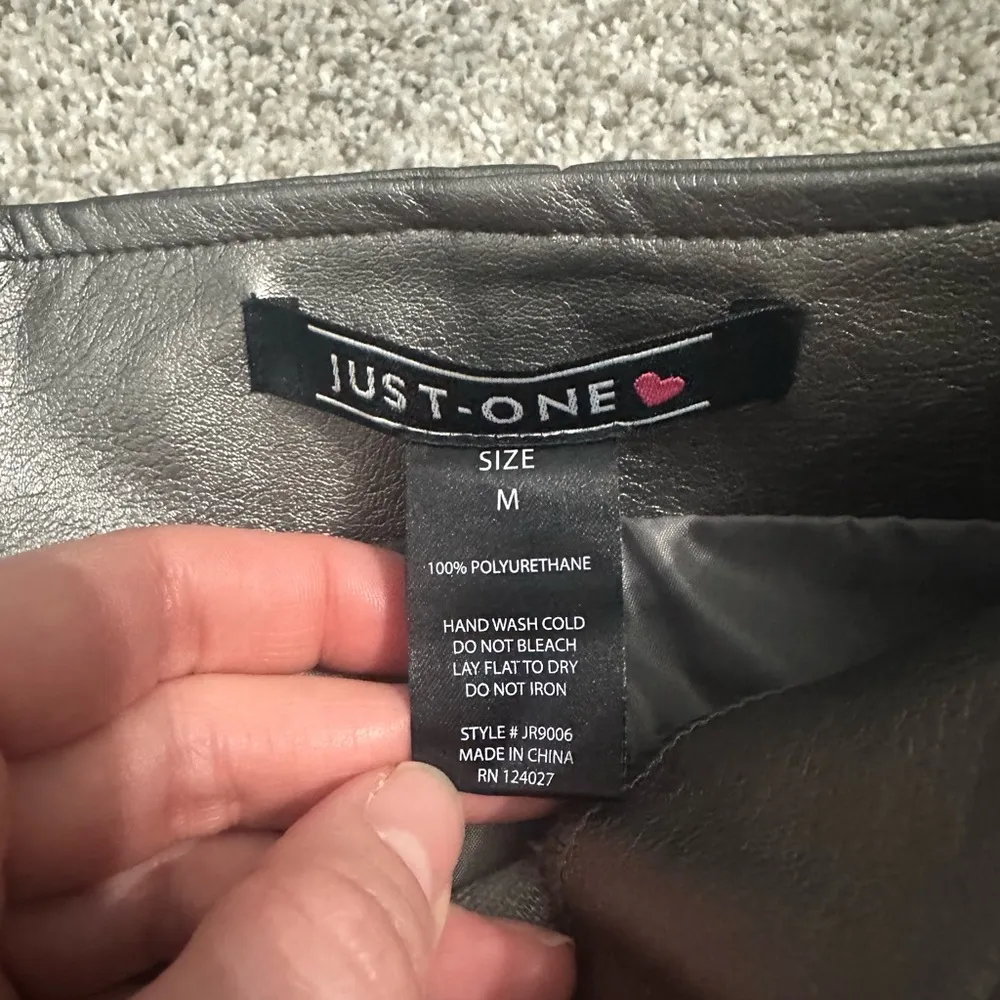 JUST-ONE
SIZE
M
100% POLYURETHANE
HAND WASH COLD
DO NOT BLEACH
LAY FLAT TO DRY
DO NOT IRON
STYLE # JR9006
MADE IN CHINA
RN 124027